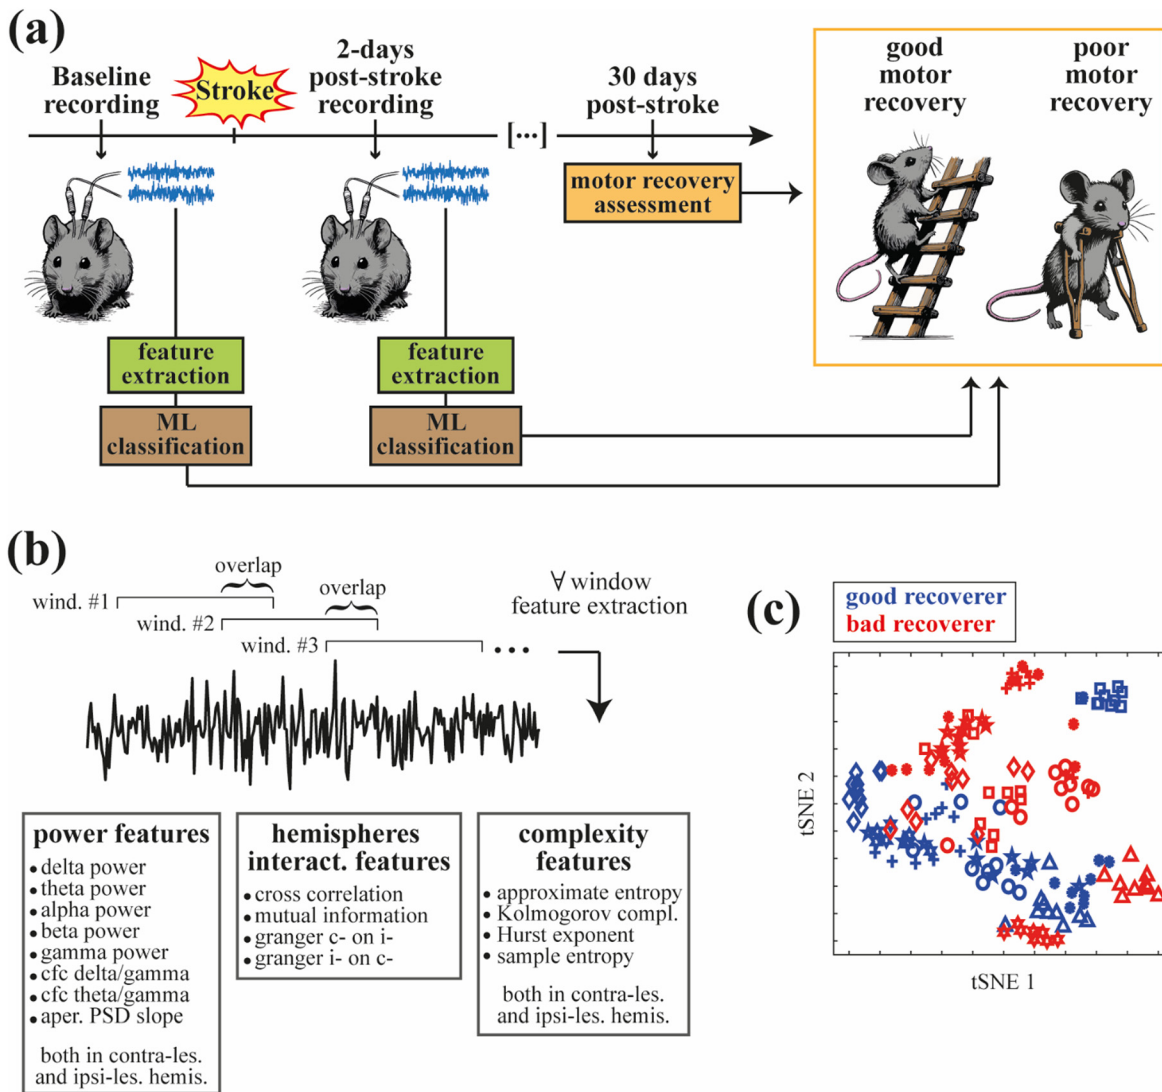 (a)
Baseline
recording
Stroke
2-days
post-stroke
recording
[...]
30 days
post-stroke
motor recovery
assessment
good
motor
recovery
poor
motor
recovery
feature
extraction
ML
classification
feature
extraction
ML
classification
(b)
overlap
overlap
wind. #1
wind. #2
wind. #3
∀ window
feature extraction
power features
• delta power
• theta power
• alpha power
• beta power
• gamma power
• cfc delta/gamma
• cfc theta/gamma
• aper. PSD slope
both in contra-les.
and ipsi-les. hemis.
hemispheres
interact. features
• cross correlation
• mutual information
• granger c- on i-
• granger i- on c-
complexity
features
• approximate entropy
• Kolmogorov compl.
• Hurst exponent
• sample entropy
both in contra-les.
and ipsi-les. hemis.
(c)
good recoverer
bad recoverer
tSNE 2
tSNE 1